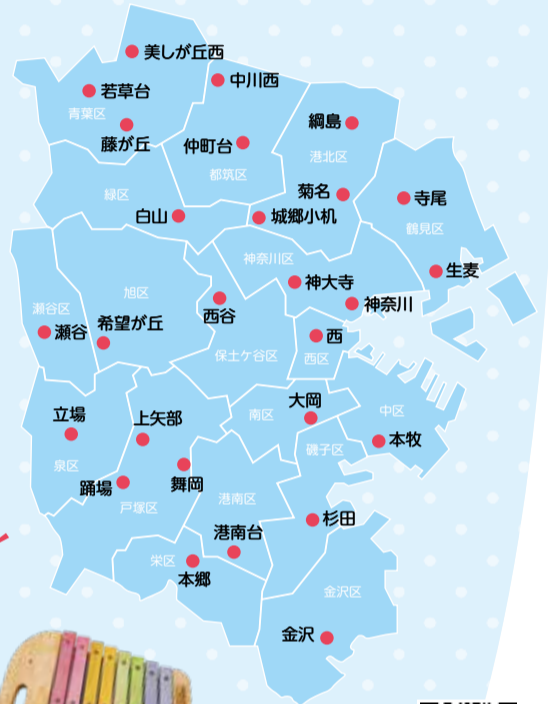 美しが丘西
中川西
若草台
青葉区
綱島
藤が丘
仲町台
港北区
都筑区
菊名
緑区
寺尾
白山
城郷小机
鶴見区
神奈川区
生麦
神大寺
旭区
西谷
神奈川
瀬谷区
希望が丘
瀬谷
西
保土ケ谷区
西区
大岡
立場
上矢部
南区
中区
本牧
磯子区
泉区
舞岡
踊場
戸塚区
港南区
杉田
港南台
栄区
本郷
金沢区
金沢